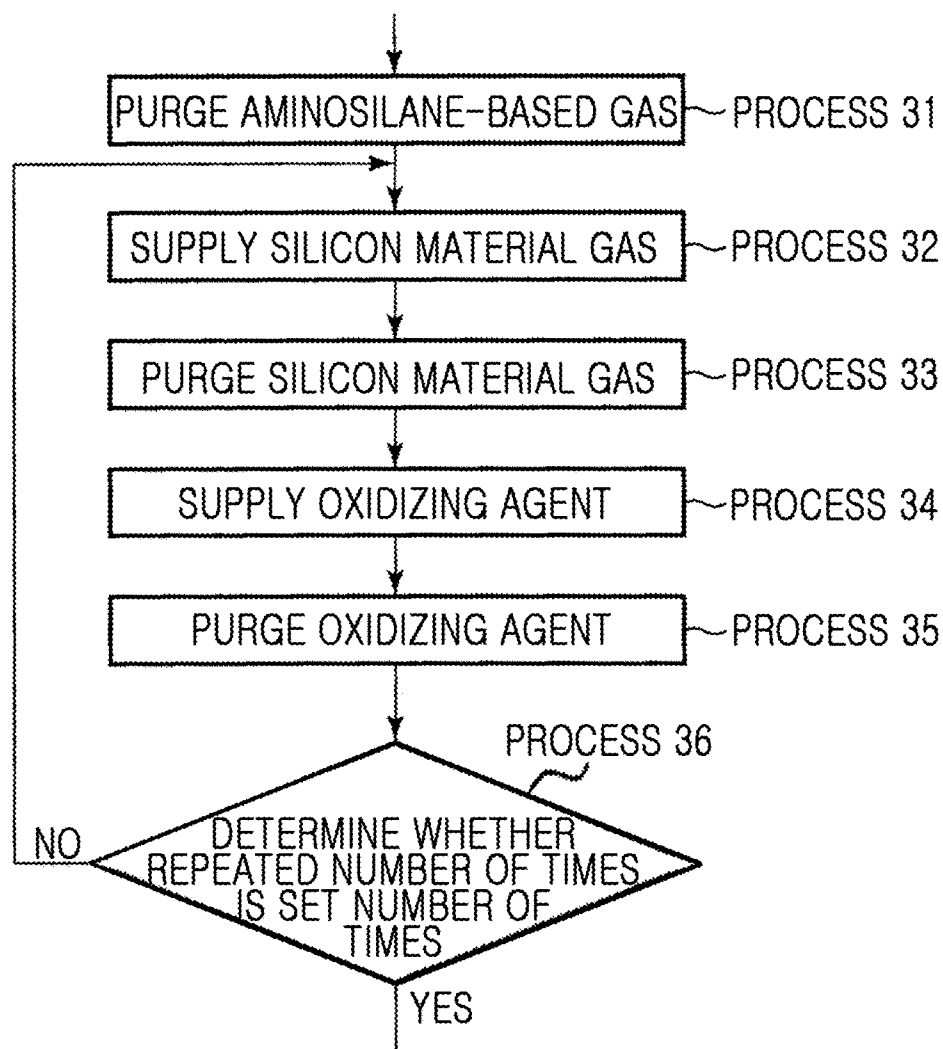 PURGE AMINOSILANE-BASED GAS PROCESS 31
SUPPLY SILICON MATERIAL GAS PROCESS 32
PURGE SILICON MATERIAL GAS PROCESS 33
SUPPLY OXIDIZING AGENT PROCESS 34
PURGE OXIDIZING AGENT PROCESS 35
PROCESS 36
NO
DETERMINE WHETHER
REPEATED NUMBER OF TIMES
IS SET NUMBER OF
TIMES
YES